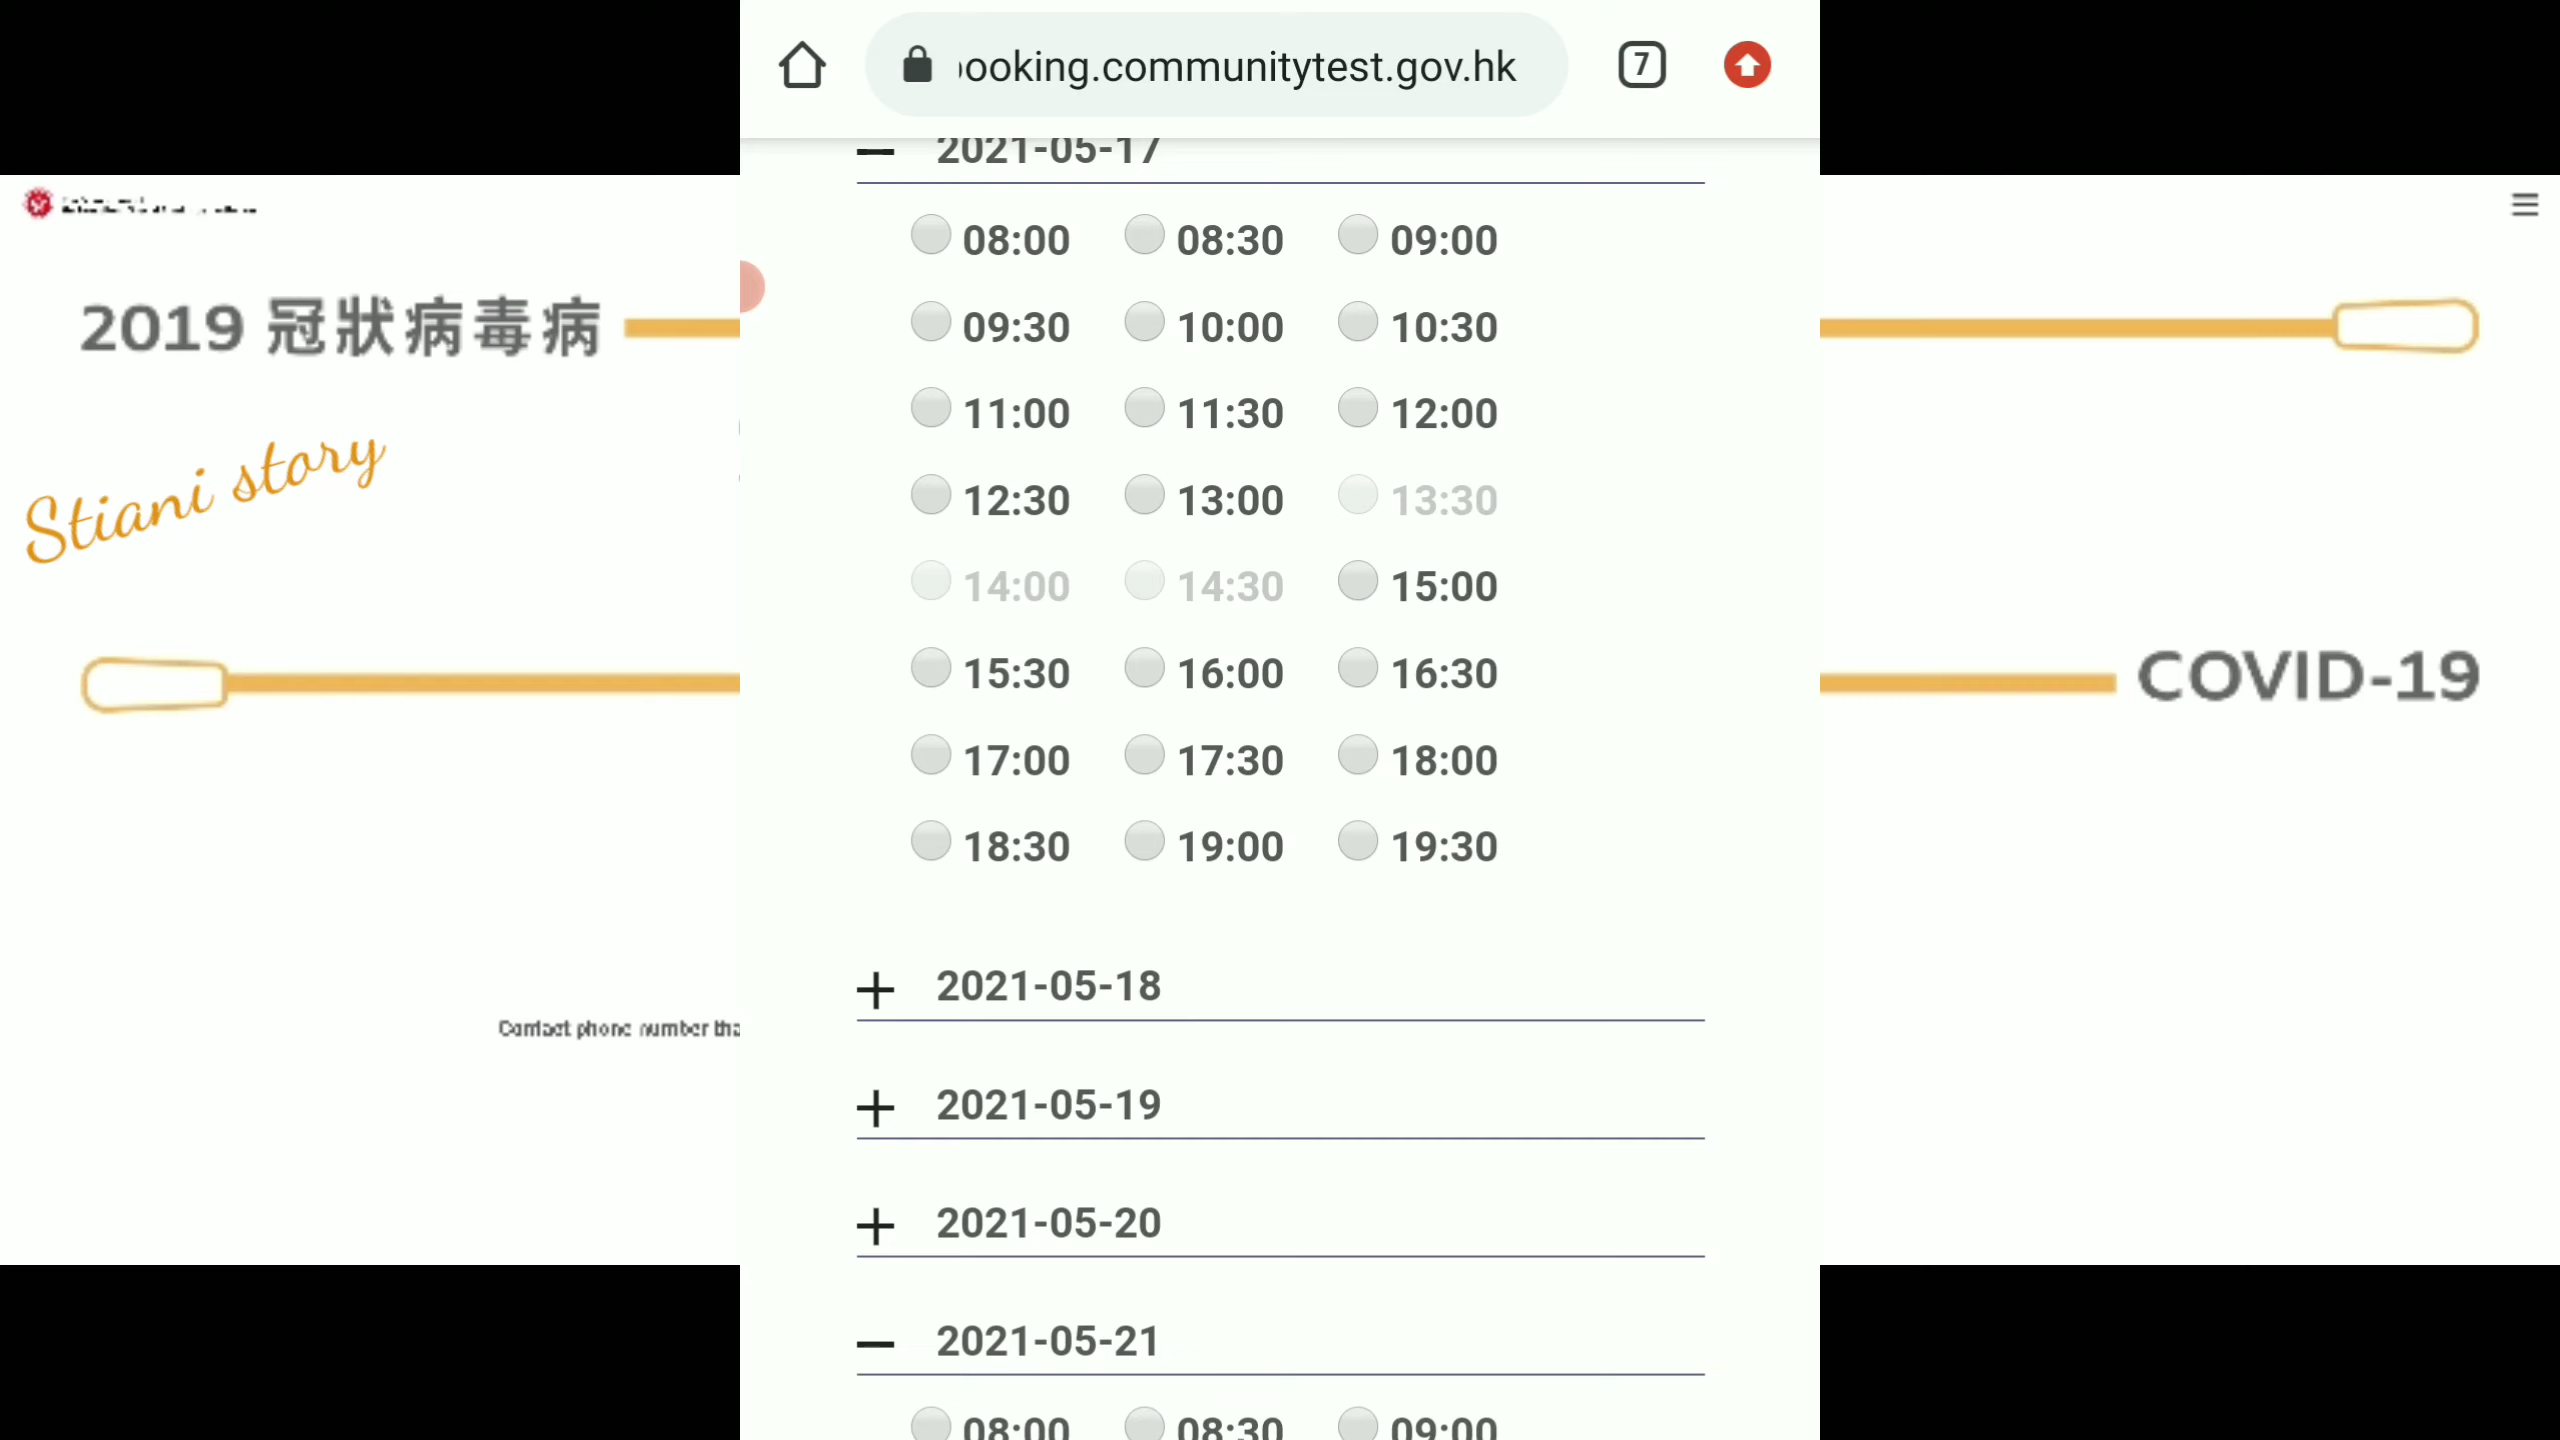 ooking.communitytest.gov.hk
7
2021-05-17
08:00 08:30 09:00
09:30 10:00 10:30
11:00 11:30 12:00
12:30 13:00 13:30
14:00 14:30 15:00
15:30 16:00 16:30
17:00 17:30 18:00
18:30 19:00 19:30
2021-05-18
2021-05-19
2021-05-20
2021-05-21
08:00 08:30 09:00
2019 冠狀病毒病
Stiani story
COVID-19
Contact phone number tha